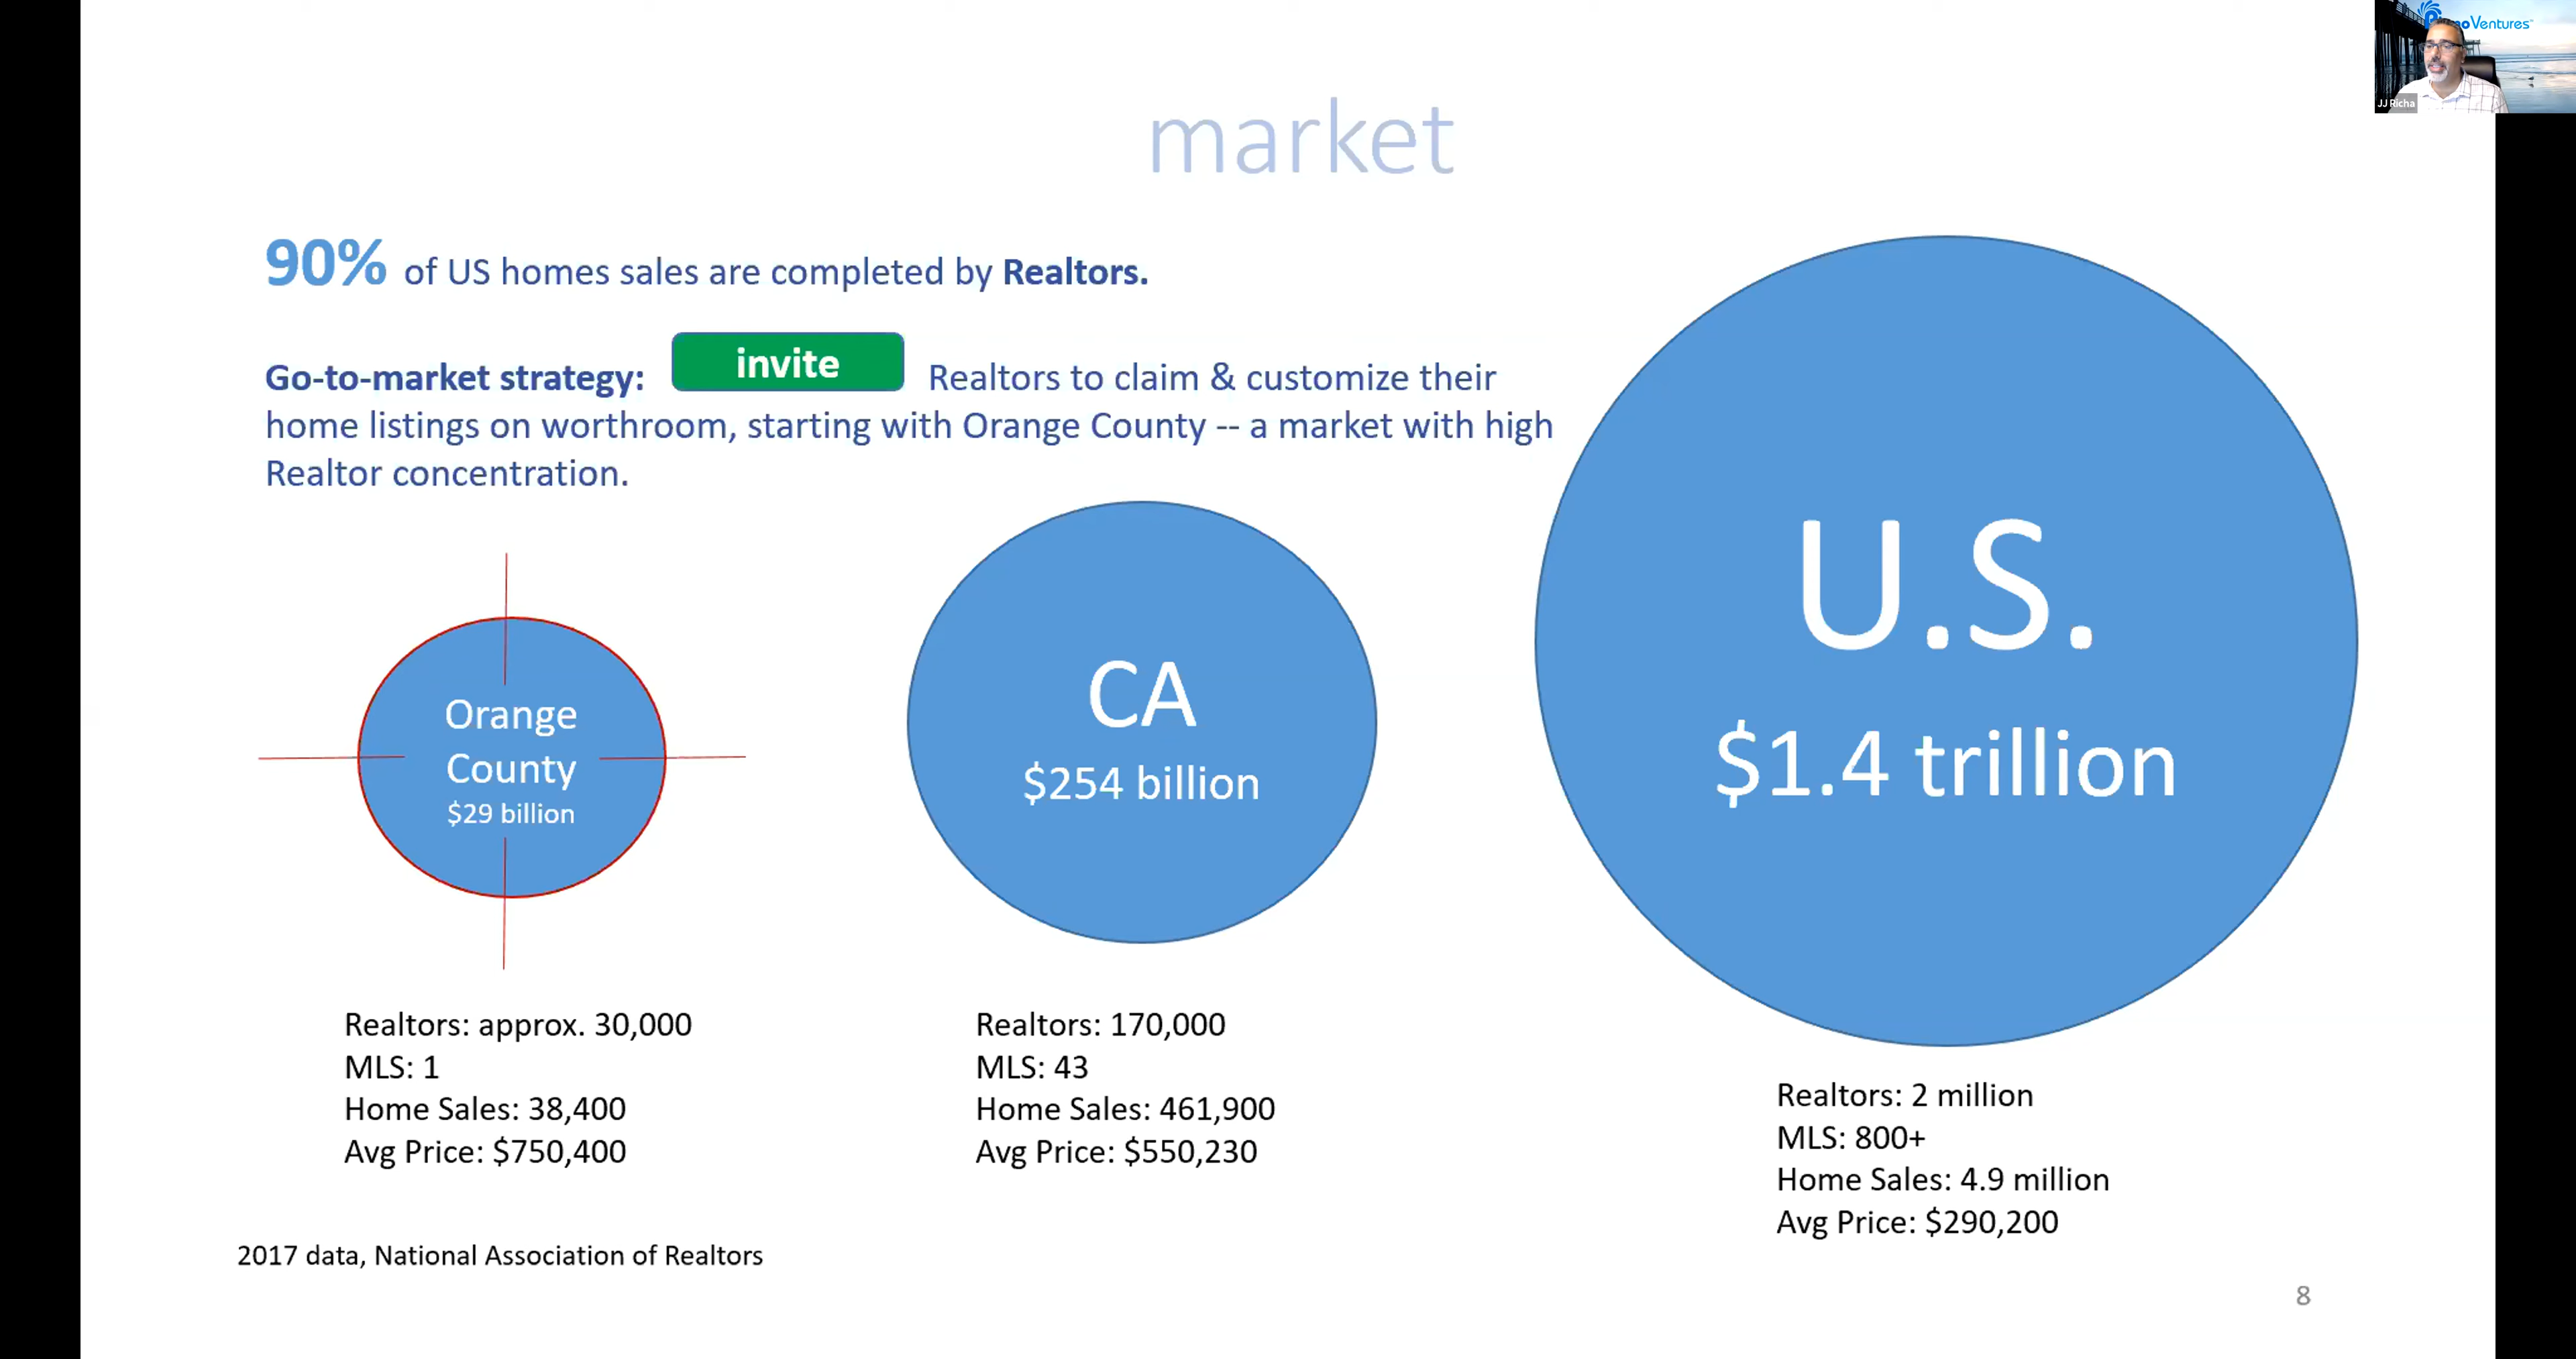 Ventures™
JJ Richa
market
90% of US homes sales are completed by Realtors.
Go-to-market strategy: invite Realtors to claim & customize their
home listings on worthroom, starting with Orange County -- a market with high
Realtor concentration.
Orange
County
$29 billion
CA
$254 billion
U.S.
$1.4 trillion
Realtors: approx. 30,000
MLS: 1
Home Sales: 38,400
Avg Price: $750,400
Realtors: 170,000
MLS: 43
Home Sales: 461,900
Avg Price: $550,230
Realtors: 2 million
MLS: 800+
Home Sales: 4.9 million
Avg Price: $290,200
2017 data, National Association of Realtors
8